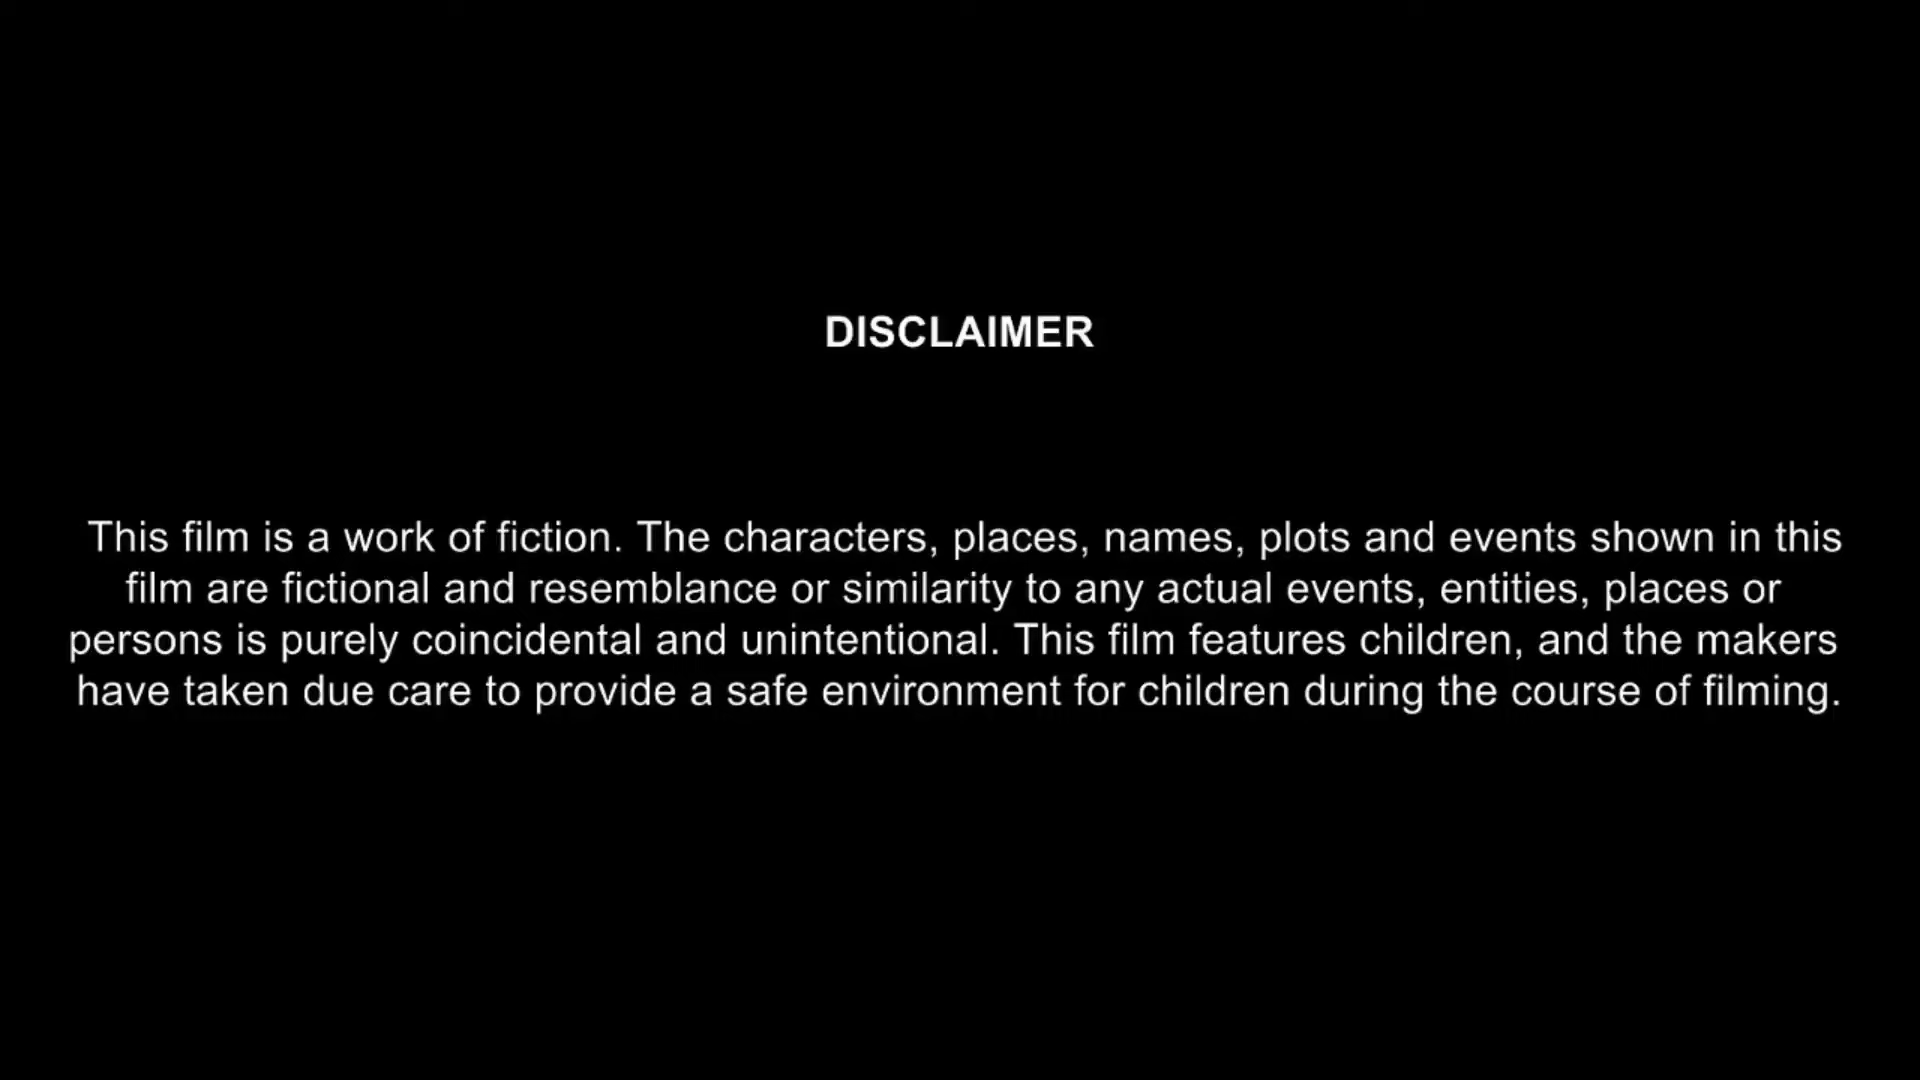 DISCLAIMER
This film is a work of fiction. The characters, places, names, plots and events shown in this
film are fictional and resemblance or similarity to any actual events, entities, places or
persons is purely coincidental and unintentional. This film features children, and the makers
have taken due care to provide a safe environment for children during the course of filming.